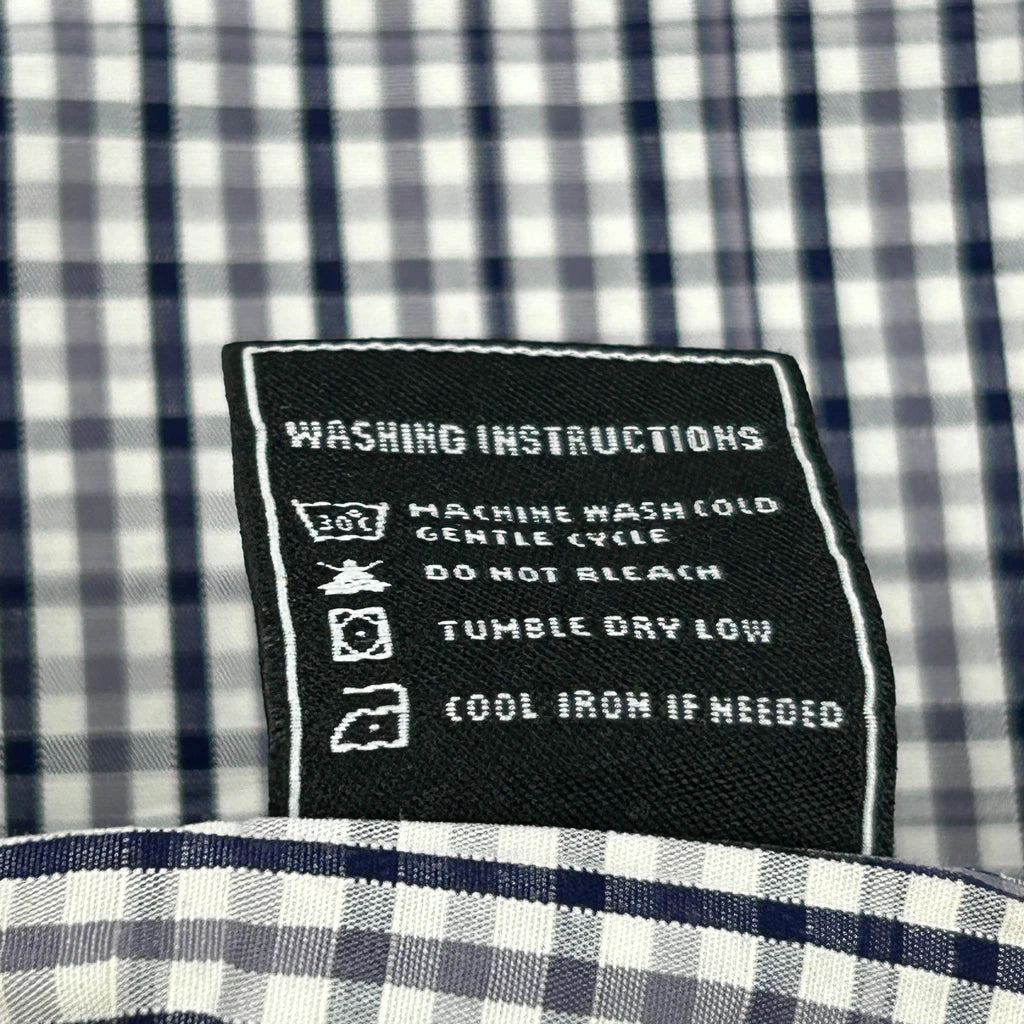 WASHING INSTRUCTIONS
30°C MACHINE WASH COLD
GENTLE CYCLE
DO NOT BLEACH
TUMBLE DRY LOW
COOL IRON IF NEEDED